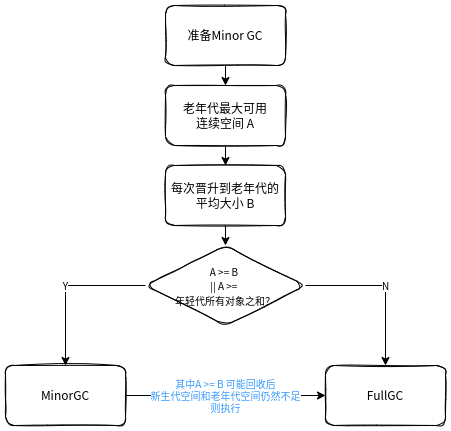 准备Minor GC
老年代最大可用
连续空间 A
每次晋升到老年代的
平均大小 B
A >= B
|| A >=
年轻代所有对象之和?
Y
N
MinorGC
其中A >= B 可能回收后
新生代空间和老年代空间仍然不足
则执行
FullGC